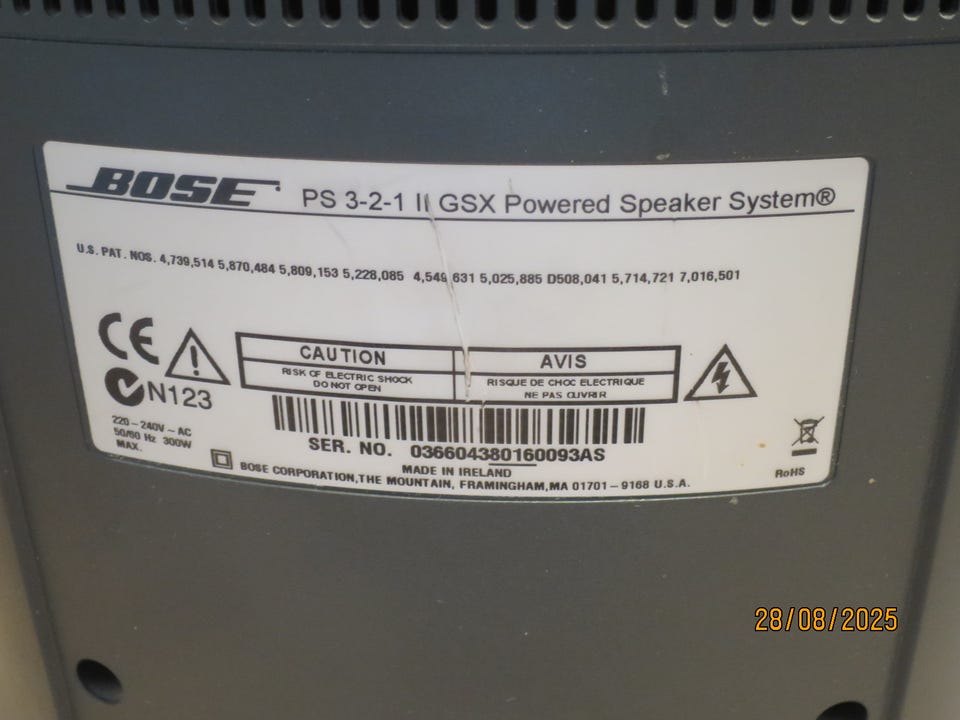 BOSE PS 3-2-1 II GSX Powered Speaker System®
U.S. PAT. NOS. 4,739,514 5,870,484 5,809,153 5,228,085 4,549,631 5,025,885 D508,041 5,714,721 7,016,501
CE
N123
CAUTION
RISK OF ELECTRIC SHOCK
DO NOT OPEN
AVIS
RISQUE DE CHOC ELECTRIQUE
NE PAS OUVRIR
220-240V ~ AC
50/60 Hz 300W
MAX.
SER. NO. 036604380160093AS
MADE IN IRELAND
BOSE CORPORATION,THE MOUNTAIN, FRAMINGHAM,MA 01701-9168 U.S.A.
RoHS
28/08/2025